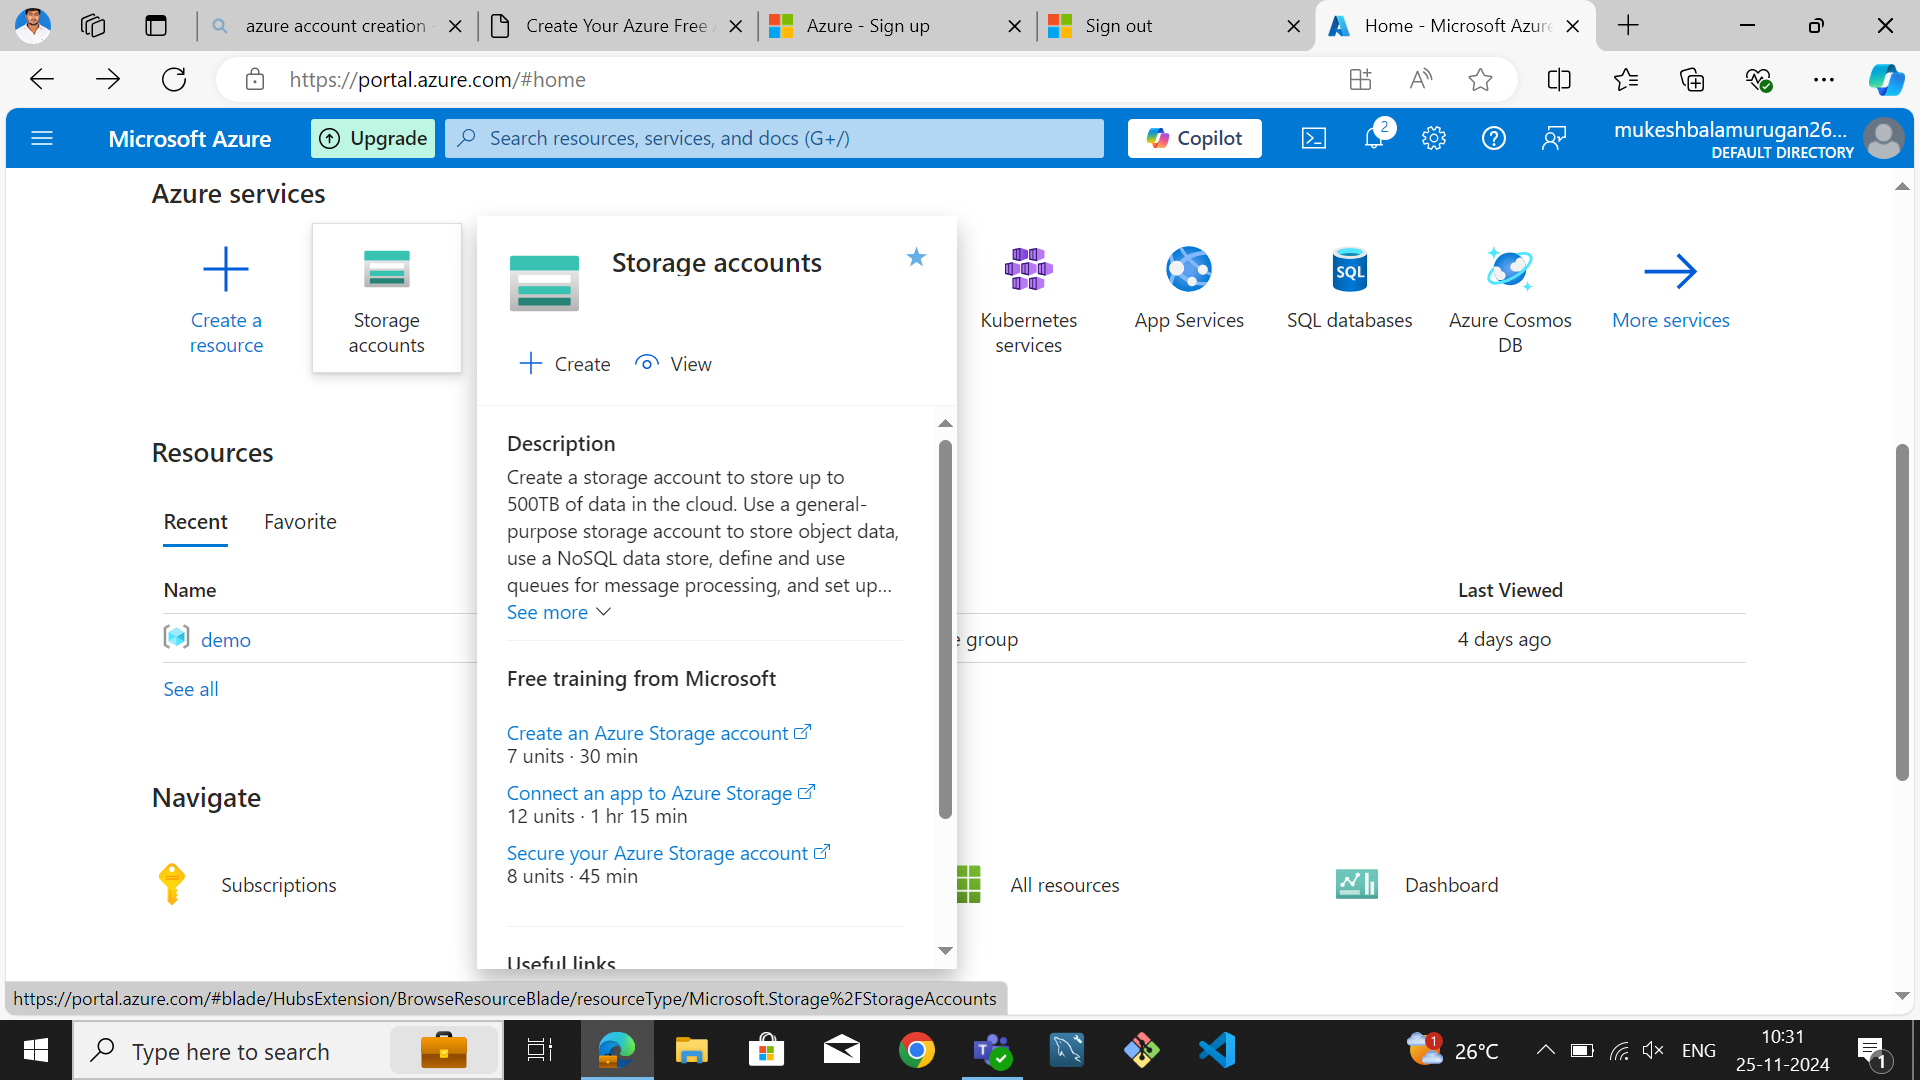 azure account creation -
Create Your Azure Free A
Azure - Sign up
Sign out
Home - Microsoft Azure
https://portal.azure.com/#home
Microsoft Azure
Upgrade
Search resources, services, and docs (G+/)
Copilot
2
mukeshbalamurugan26...
DEFAULT DIRECTORY
Azure services
Create a
resource
Storage
accounts
Storage accounts
Kubernetes
services
App Services
SQL
SQL databases
Azure Cosmos
DB
More services
Create
View
Description
Create a storage account to store up to
500TB of data in the cloud. Use a general-
purpose storage account to store object data,
use a NoSQL data store, define and use
queues for message processing, and set up...
See more
Free training from Microsoft
Create an Azure Storage account
7 units · 30 min
Connect an app to Azure Storage
12 units · 1 hr 15 min
Secure your Azure Storage account
8 units · 45 min
Useful links
Resources
Recent
Favorite
Name
Last Viewed
demo
e group
4 days ago
See all
Navigate
Subscriptions
All resources
Dashboard
https://portal.azure.com/#blade/HubsExtension/BrowseResourceBlade/resourceType/Microsoft.Storage%2FStorageAccounts
Type here to search
1
26°C
ENG
10:31
25-11-2024
1